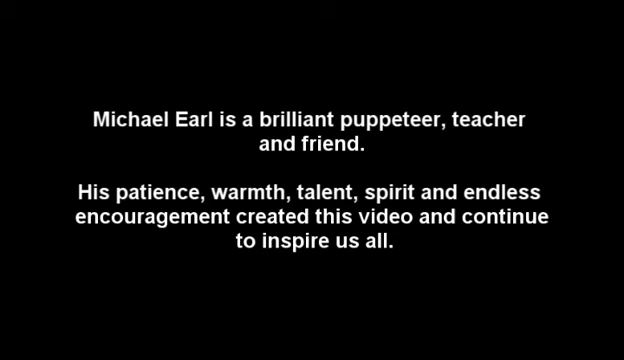 Michael Earl is a brilliant puppeteer, teacher
and friend.
His patience, warmth, talent, spirit and endless
encouragement created this video and continue
to inspire us all.